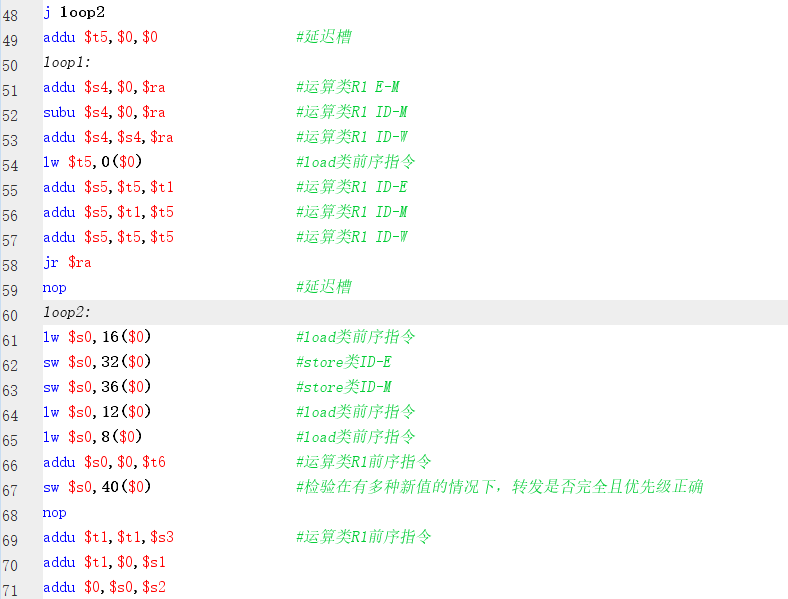 48 j loop2
49 addu $t5,$0,$0 #延迟槽
50 loop1:
51 addu $s4,$0,$ra #运算类R1 E-M
52 subu $s4,$0,$ra #运算类R1 ID-M
53 addu $s4,$s4,$ra #运算类R1 ID-W
54 lw $t5,0($0) #load类前序指令
55 addu $s5,$t5,$t1 #运算类R1 ID-E
56 addu $s5,$t1,$t5 #运算类R1 ID-M
57 addu $s5,$t5,$t5 #运算类R1 ID-W
58 jr $ra
59 nop #延迟槽
60 loop2:
61 lw $s0,16($0) #load类前序指令
62 sw $s0,32($0) #store类ID-E
63 sw $s0,36($0) #store类ID-M
64 lw $s0,12($0) #load类前序指令
65 lw $s0,8($0) #load类前序指令
66 addu $s0,$0,$t6 #运算类R1前序指令
67 sw $s0,40($0) #检验在有多种新值的情况下，转发是否完全且优先级正确
68 nop
69 addu $t1,$t1,$s3 #运算类R1前序指令
70 addu $t1,$0,$s1
71 addu $0,$s0,$s2